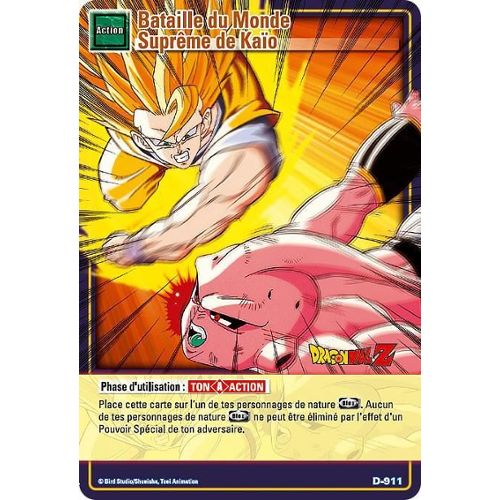 Action
Bataille du Monde
Suprême de Kaïo
DRAGON BALL Z
Phase d'utilisation : TON A ACTION
Place cette carte sur l'un de tes personnages de nature . Aucun
de tes personnages de nature ne peut être éliminé par l'effet d'un
Pouvoir Spécial de ton adversaire.
© Bird Studio/Shueisha, Toei Animation
D-911